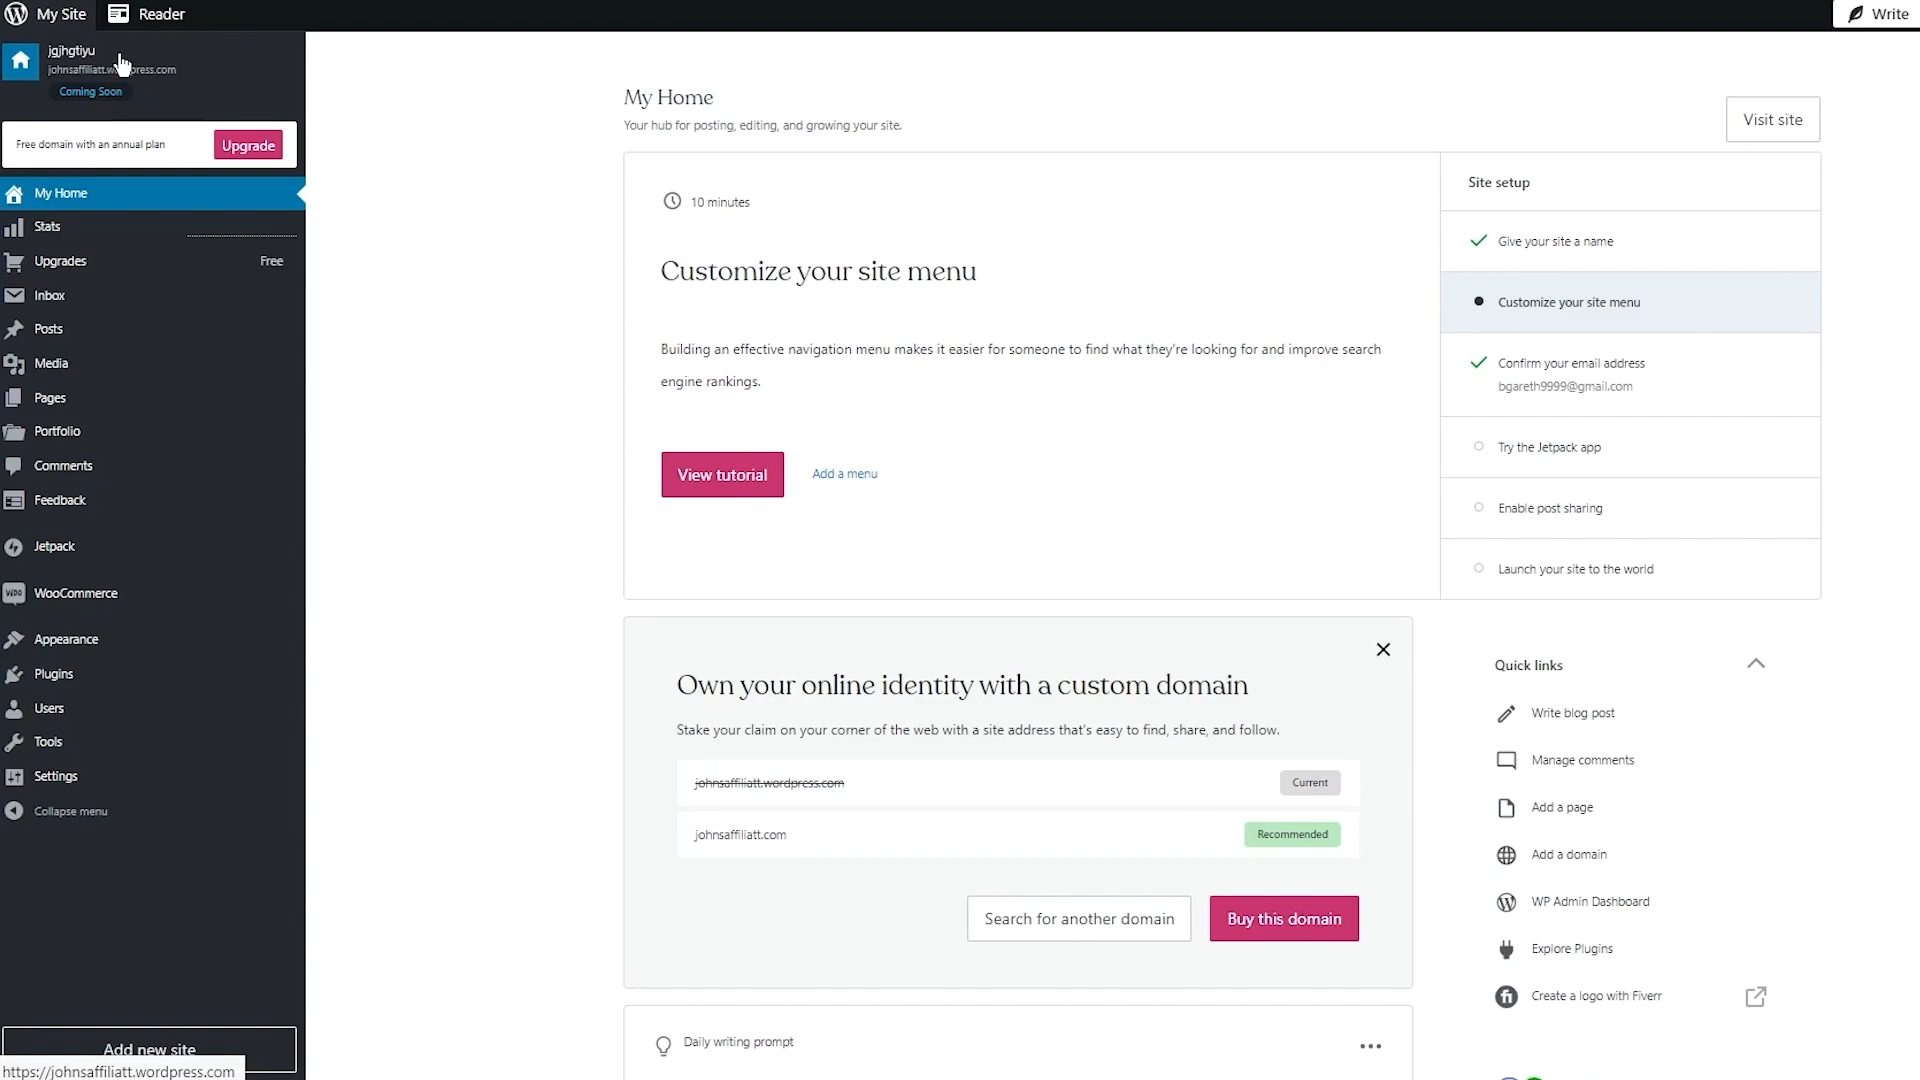 My Site
Reader
Write
jgjhgtiyu
johnsaffiliatt.wordpress.com
Coming Soon
Free domain with an annual plan
Upgrade
My Home
Stats
Upgrades
Free
Inbox
Posts
Media
Pages
Portfolio
Comments
Feedback
Jetpack
WOO
WooCommerce
Appearance
Plugins
Users
Tools
Settings
Collapse menu
Add new site
https://johnsaffiliatt.wordpress.com
My Home
Your hub for posting, editing, and growing your site.
Visit site
10 minutes
Customize your site menu
Building an effective navigation menu makes it easier for someone to find what they're looking for and improve search
engine rankings.
View tutorial
Add a menu
Site setup
Give your site a name
Customize your site menu
Confirm your email address
bgareth9999@gmail.com
Try the Jetpack app
Enable post sharing
Launch your site to the world
Own your online identity with a custom domain
Stake your claim on your corner of the web with a site address that's easy to find, share, and follow.
johnsaffiliatt.wordpress.com
Current
johnsaffiliatt.com
Recommended
Search for another domain
Buy this domain
Daily writing prompt
Quick links
Write blog post
Manage comments
Add a page
Add a domain
WP Admin Dashboard
Explore Plugins
fi
Create a logo with Fiverr